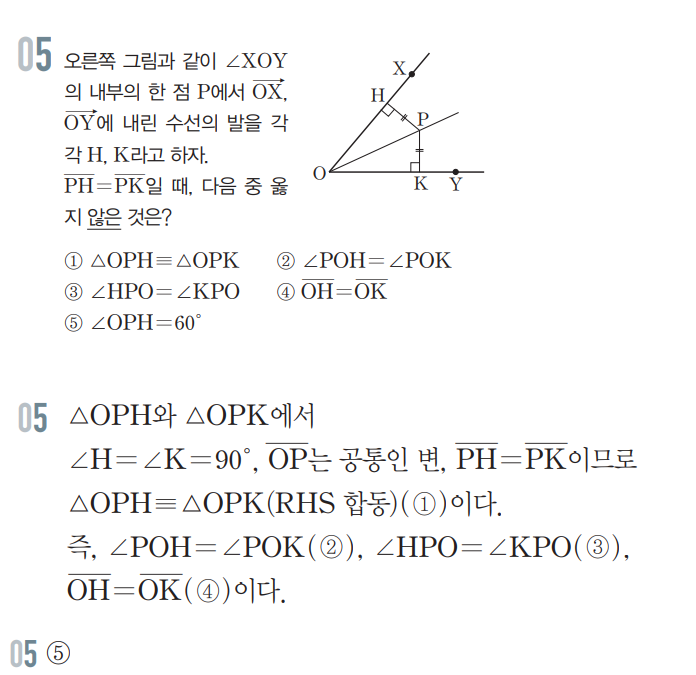 05 오른쪽 그림과 같이 ∠XOY
의 내부의 한 점 P에서 OX,
OY에 내린 수선의 발을 각
각 H, K라고 하자.
PH=PK일 때, 다음 중 옳
지 않은 것은?
X
H
P
O
K
Y
① △OPH≡△OPK ② ∠POH=∠POK
③ ∠HPO=∠KPO ④ OH=OK
⑤ ∠OPH=60°
05 △OPH와 △OPK에서
∠H=∠K=90°, OP는 공통인 변, PH=PK이므로
△OPH≡△OPK(RHS 합동)(①)이다.
즉, ∠POH=∠POK(②), ∠HPO=∠KPO(③),
OH=OK(④)이다.
05 ⑤